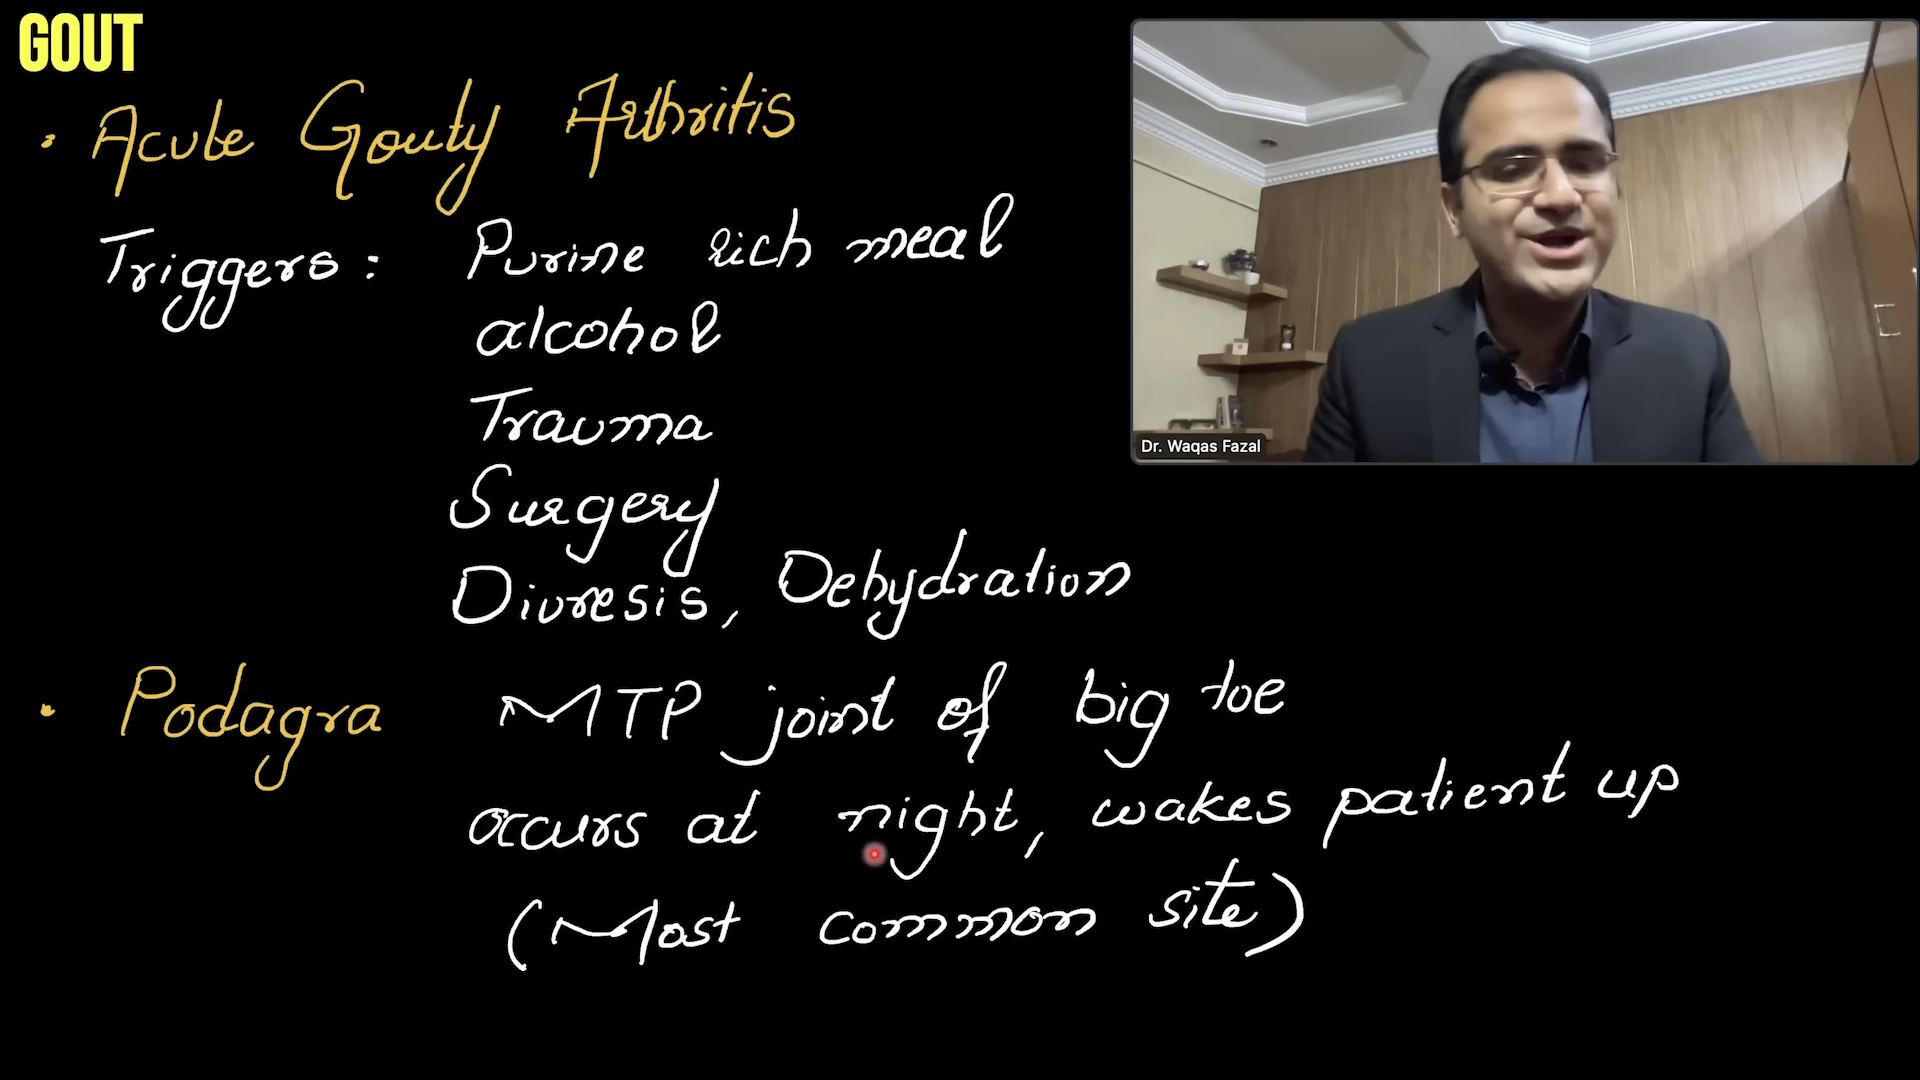 GOUT
• Acute Gouty Arthritis
Triggers : Purine rich meal
alcohol
Trauma
Surgery
Diuresis, Dehydration
• Podagra MTP joint of big toe
occurs at night, wakes patient up
(Most common site)
Dr. Waqas Fazal